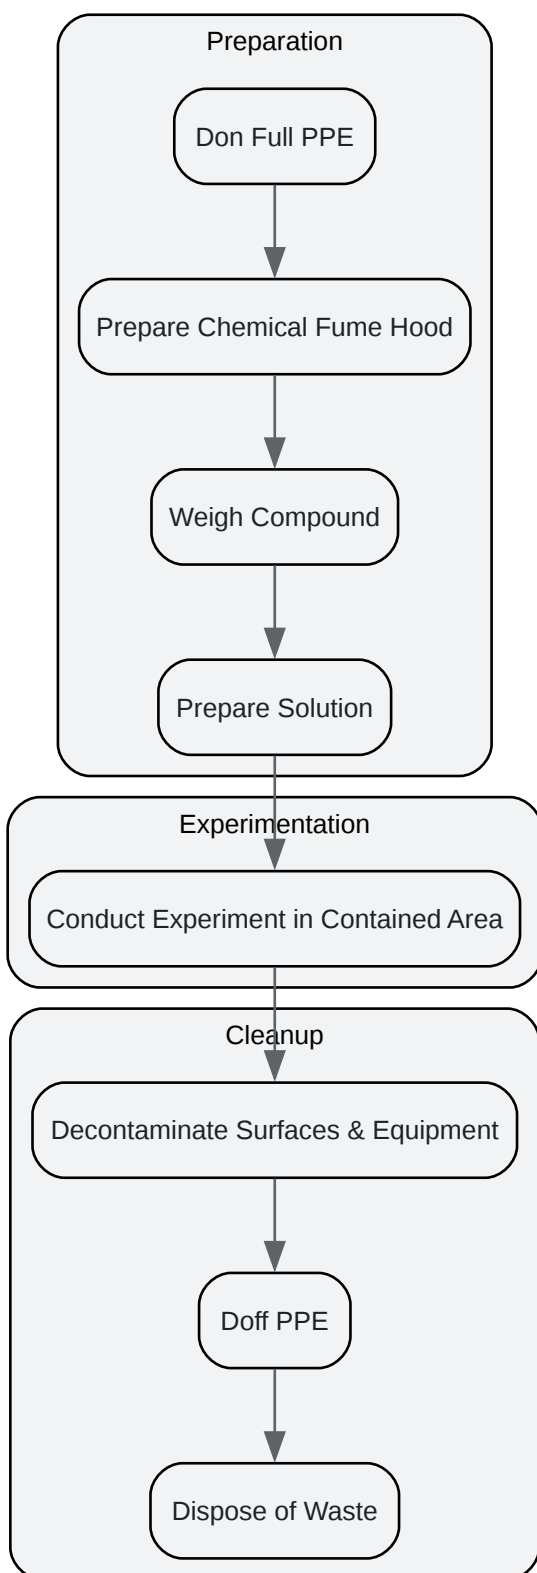 Preparation
Don Full PPE
Prepare Chemical Fume Hood
Weigh Compound
Prepare Solution
Experimentation
Conduct Experiment in Contained Area
Cleanup
Decontaminate Surfaces & Equipment
Doff PPE
Dispose of Waste